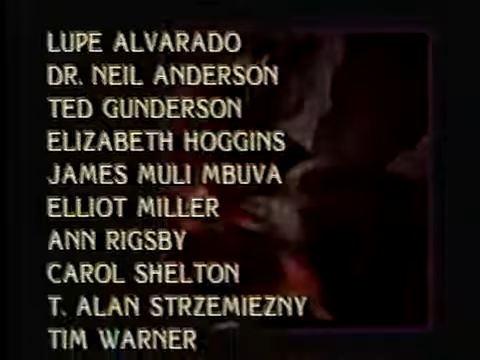 LUPE ALVARADO
DR. NEIL ANDERSON
TED GUNDERSON
ELIZABETH HOGGINS
JAMES MULI MBUVA
ELLIOT MILLER
ANN RIGSBY
CAROL SHELTON
T. ALAN STRZEMIEZNY
TIM WARNER